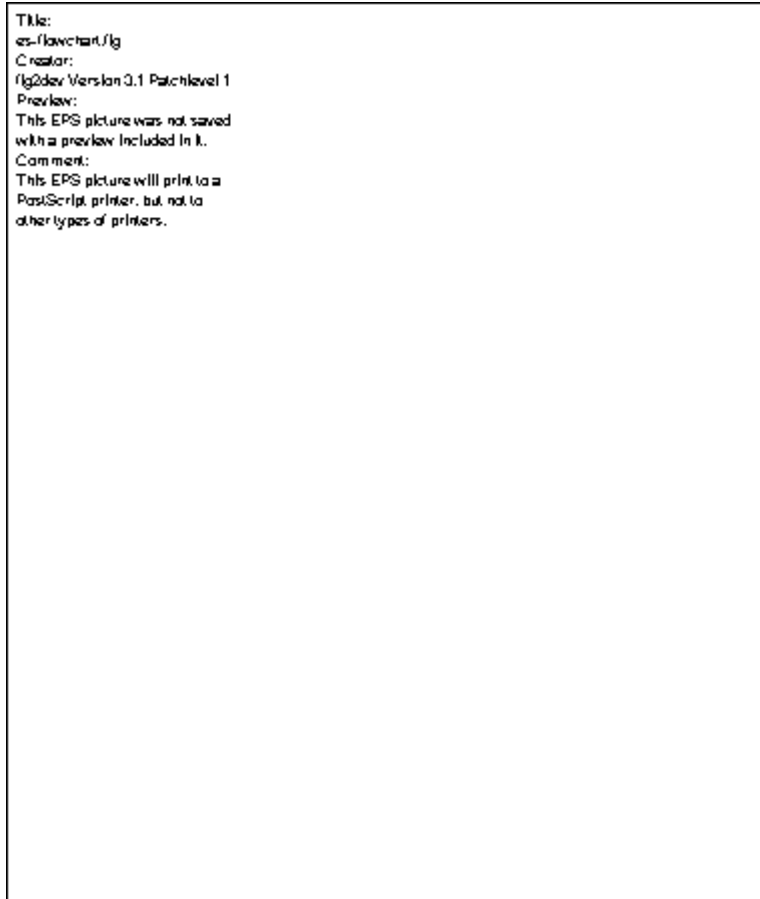 Title:
es-flowchart.fig
Creator:
fig2dev Version 3.1 Patchlevel 1
Preview:
This EPS picture was not saved
with a preview included in it.
Comment:
This EPS picture will print to a
PostScript printer, but not to
other types of printers.